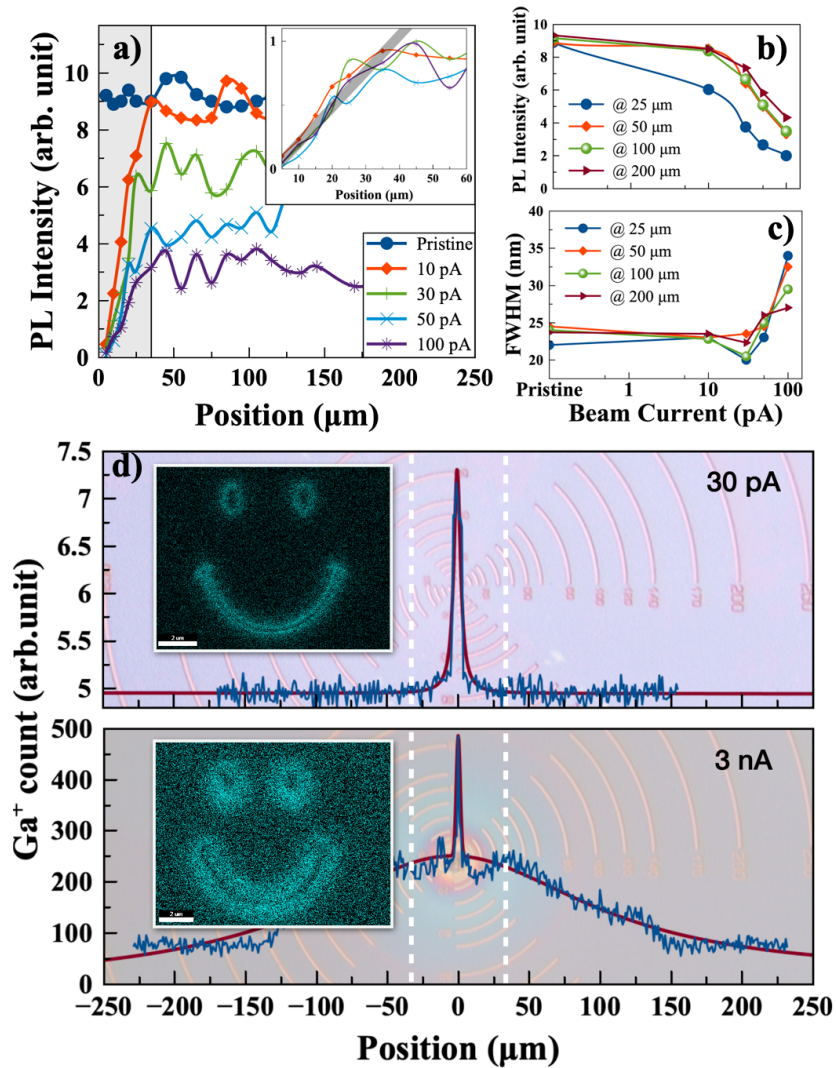 a)
PL Intensity (arb. unit)
10
8
6
4
2
0
0 50 100 150 200 250
Position (µm)
Pristine
10 pA
30 pA
50 pA
100 pA
1
0
10 20 30 40 50 60
Position (µm)
b)
PL Intensity (arb. unit)
10
8
6
4
2
0
@ 25 µm
@ 50 µm
@ 100 µm
@ 200 µm
c)
FWHM (nm)
40
35
30
25
20
@ 25 µm
@ 50 µm
@ 100 µm
@ 200 µm
Pristine 1 10 100
Beam Current (pA)
d)
30 pA
Ga⁺ count (arb.unit)
7.5
7
6.5
6
5.5
5
2 um
200
230
3 nA
500
400
300
200
100
0
2 um
−250 −200 −150 −100 −50 0 50 100 150 200 250
Position (µm)